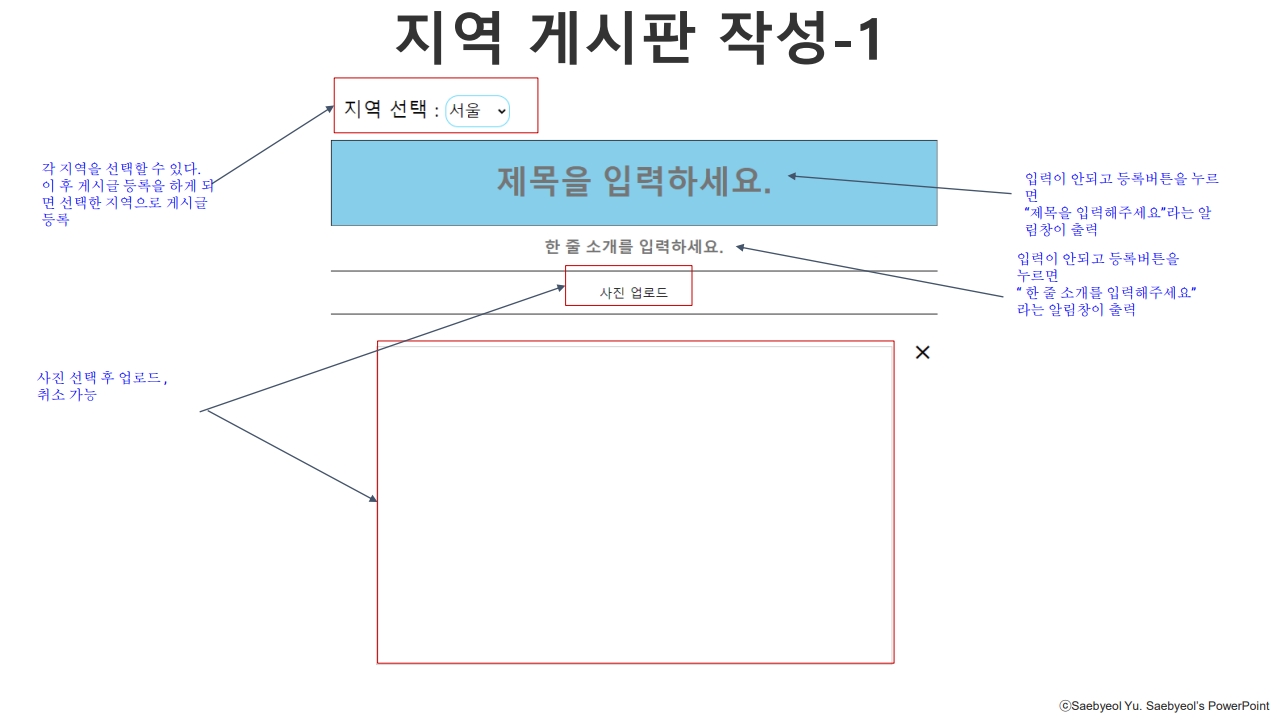 지역 게시판 작성-1
지역 선택 : 서울
각 지역을 선택할 수 있다.
이 후 게시글 등록을 하게 되
면 선택한 지역으로 게시글
등록
제목을 입력하세요.
입력이 안되고 등록버튼을 누르
면
“제목을 입력해주세요”라는 알
림창이 출력
한 줄 소개를 입력하세요.
입력이 안되고 등록버튼을
누르면
“ 한 줄 소개를 입력해주세요”
라는 알림창이 출력
사진 업로드
사진 선택 후 업로드 ,
취소 가능
ⓒSaebyeol Yu. Saebyeol’s PowerPoint